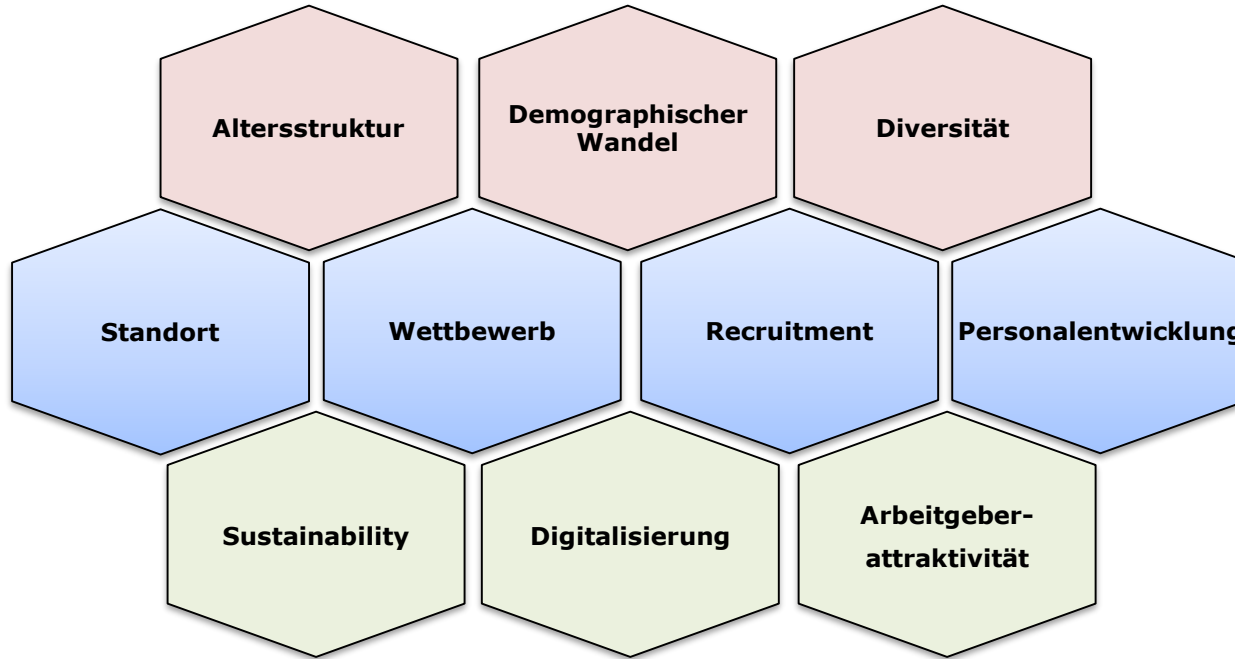 Altersstruktur
Demographischer
Wandel
Diversität
Standort
Wettbewerb
Recruitment
Personalentwicklung
Sustainability
Digitalisierung
Arbeitgeber-
attraktivität